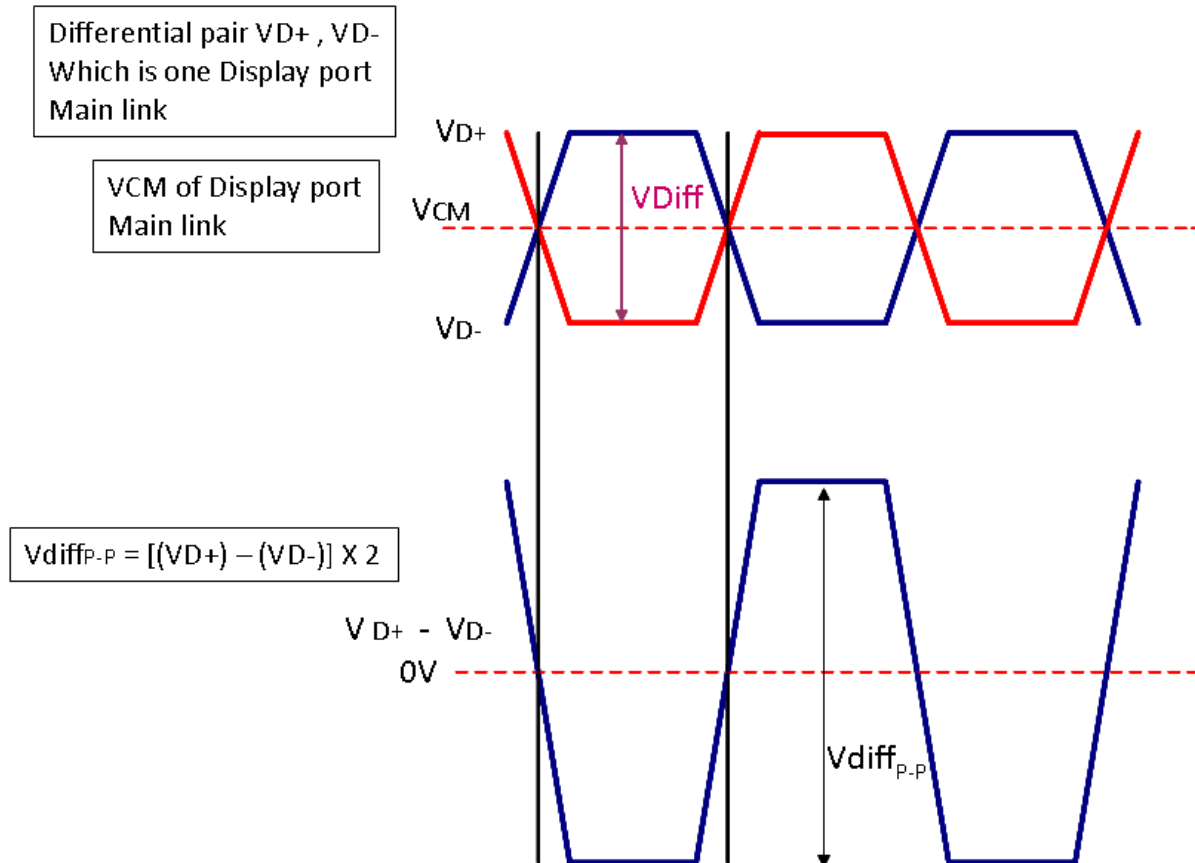 Differential pair VD+ , VD-
Which is one Display port
Main link
VCM of Display port
Main link
VD+
VDiff
VCM
VD-
VdiffP-P = [(VD+) – (VD-)] X 2
V D+ - VD-
0V
VdiffP-P